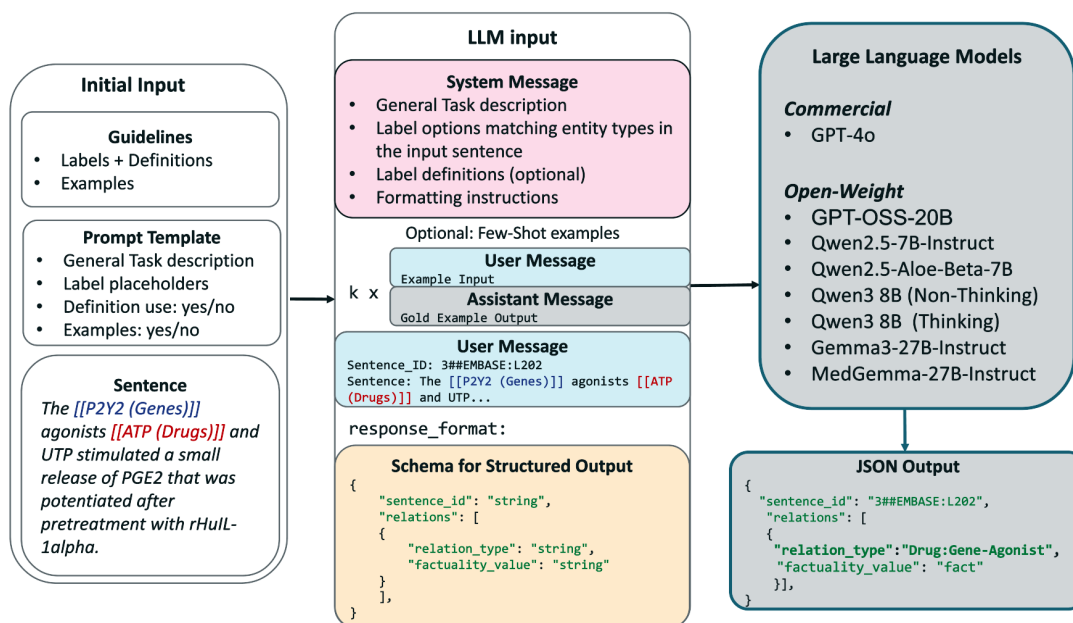 Initial Input
Guidelines
• Labels + Definitions
• Examples
Prompt Template
• General Task description
• Label placeholders
• Definition use: yes/no
• Examples: yes/no
Sentence
The [[P2Y2 (Genes)]]
agonists [[ATP (Drugs)]] and
UTP stimulated a small
release of PGE2 that was
potentiated after
pretreatment with rHuIL-
1alpha.
LLM input
System Message
• General Task description
• Label options matching entity types in
the input sentence
• Label definitions (optional)
• Formatting instructions
Optional: Few-Shot examples
k x
User Message
Example Input
Assistant Message
Gold Example Output
User Message
Sentence_ID: 3##EMBASE:L202
Sentence: The [[P2Y2 (Genes)]] agonists [[ATP
(Drugs)]] and UTP...
response_format:
Schema for Structured Output
{
"sentence_id": "string",
"relations": [
{
"relation_type": "string",
"factuality_value": "string"
}
],
}
Large Language Models
Commercial
• GPT-4o
Open-Weight
• GPT-OSS-20B
• Qwen2.5-7B-Instruct
• Qwen2.5-Aloe-Beta-7B
• Qwen3 8B (Non-Thinking)
• Qwen3 8B (Thinking)
• Gemma3-27B-Instruct
• MedGemma-27B-Instruct
JSON Output
{
"sentence_id": "3##EMBASE:L202",
"relations": [
{
"relation_type":"Drug:Gene-Agonist",
"factuality_value": "fact"
}],
}